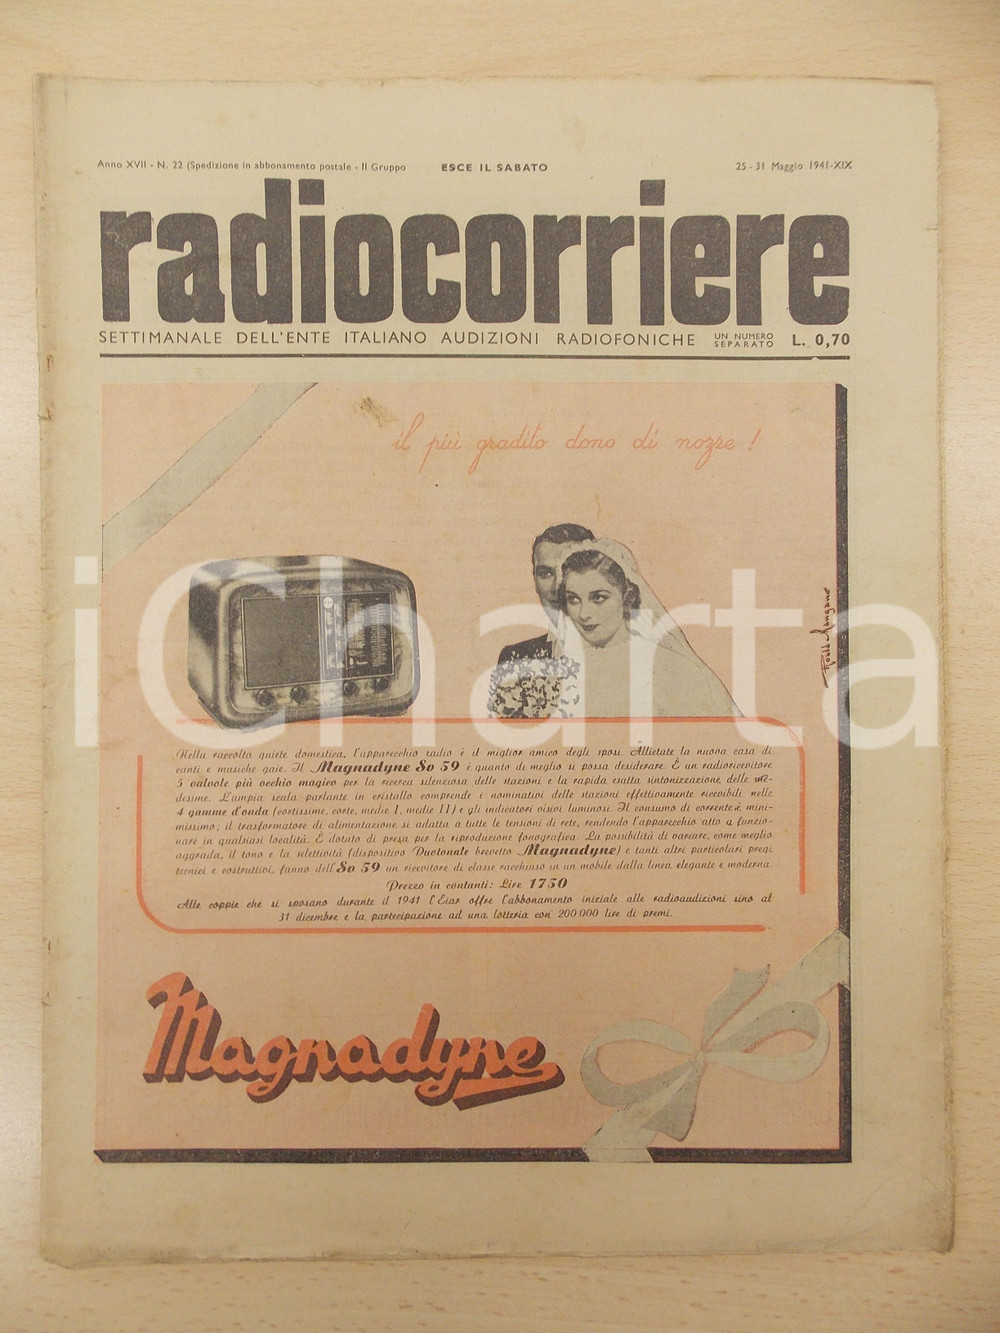 Anno XVII - N. 22 (Spedizione in abbonamento postale - II Gruppo ESCE IL SABATO 25 - 31 Maggio 1941-XIX
radiocorriere
SETTIMANALE DELL'ENTE ITALIANO AUDIZIONI RADIOFONICHE UN NUMERO SEPARATO L. 0,70
il più gradito dono di nozze !
iCharta
Nella raccolta quiete domestica, l'apparecchio radio è il miglior amico degli sposi. Allietate la nuova casa di
canti e musiche gaie. Il Magnadyne Sv 59 è quanto di meglio si possa desiderare. È un radioricevitore
5 valvole più occhio magico per la ricerca silenziosa delle stazioni e la rapida esatta sintonizzazione delle me-
desime. L'ampia scala parlante in cristallo comprende i nominativi delle stazioni effettivamente ricevibili nelle
4 gamme d'onda (cortissime, corte, medie I, medie II) e gli indicatori visivi luminosi. Il consumo di corrente è mini-
missimo; il trasformatore di alimentazione si adatta a tutte le tensioni di rete, rendendo l'apparecchio atto a funzio-
nare in qualsiasi località. È dotato di presa per la riproduzione fonografica. La possibilità di variare, come meglio
aggrada, il tono e la selettività (dispositivo Duotonale brevetto Magnadyne) e tanti altri particolari pregi
tecnici e costruttivi, fanno dell'Sv 59 un ricevitore di classe racchiuso in un mobile dalla linea elegante e moderna.
Prezzo in contanti: Lire 1750
Alle coppie che si sposano durante il 1941 l'Eiar offre l'abbonamento iniziale alle radioaudizioni sino al
31 dicembre e la partecipazione ad una lotteria con 200.000 lire di premi.
Magnadyne